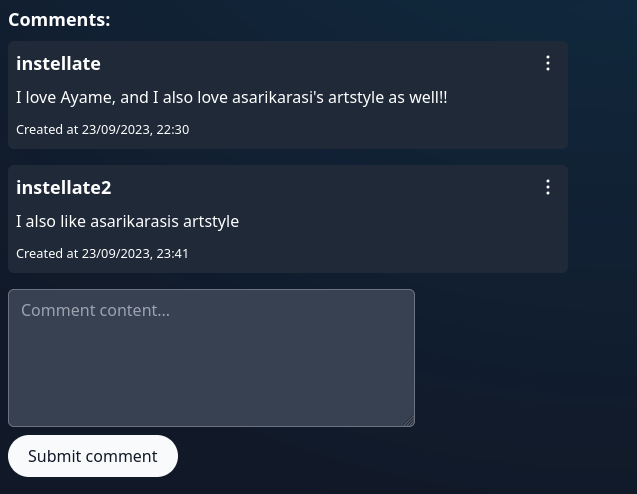 Comments:
instellate
I love Ayame, and I also love asarikarasi's artstyle as well!!
Created at 23/09/2023, 22:30
instellate2
I also like asarikarasis artstyle
Created at 23/09/2023, 23:41
Comment content...
Submit comment